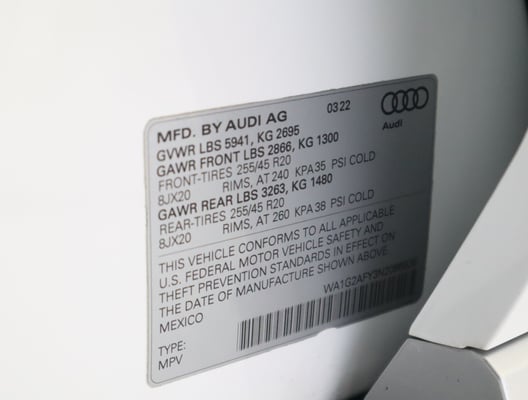 MFD. BY AUDI AG 03 22
Audi
GVWR LBS 5941, KG 2695
GAWR FRONT LBS 2866, KG 1300
FRONT-TIRES 255/45 R20
8JX20 RIMS, AT 240 KPA 35 PSI COLD
GAWR REAR LBS 3263, KG 1480
REAR-TIRES 255/45 R20
8JX20 RIMS, AT 260 KPA 38 PSI COLD
THIS VEHICLE CONFORMS TO ALL APPLICABLE
U.S. FEDERAL MOTOR VEHICLE SAFETY AND
THEFT PREVENTION STANDARDS IN EFFECT ON
THE DATE OF MANUFACTURE SHOWN ABOVE.
MEXICO
TYPE:
MPV